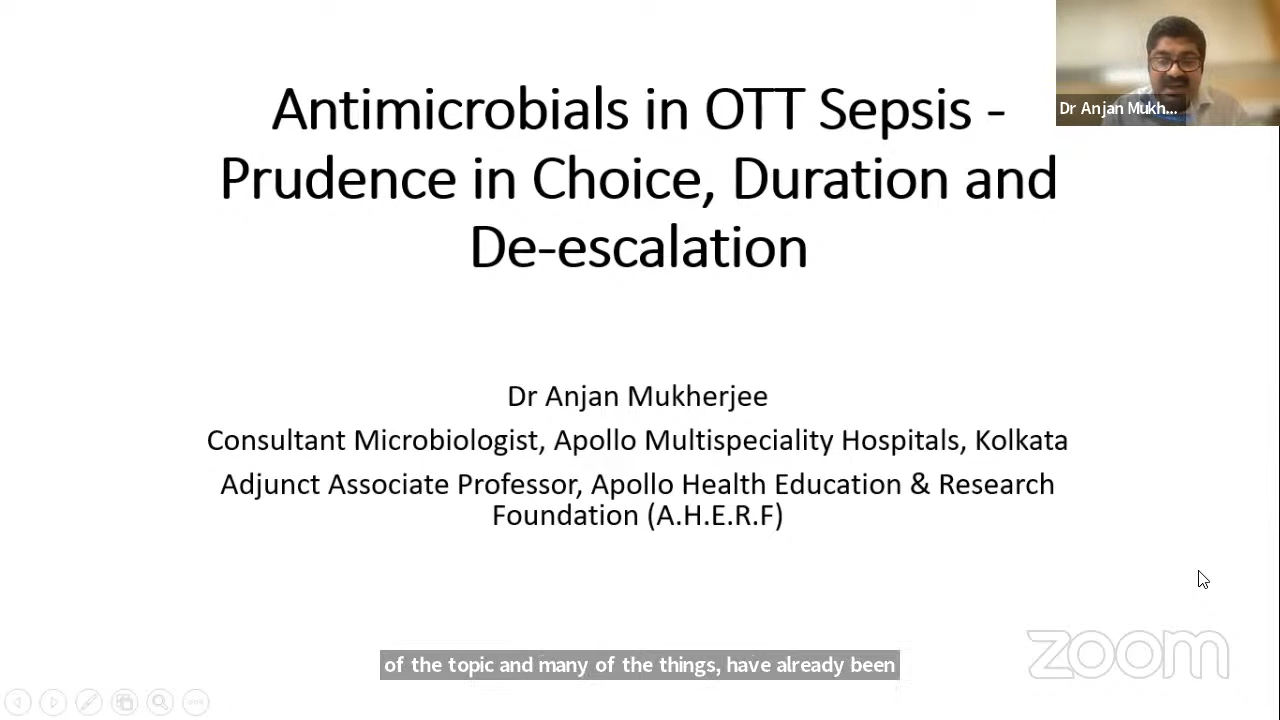 Antimicrobials in OTT Sepsis -
Prudence in Choice, Duration and
De-escalation
Dr Anjan Mukh...
Dr Anjan Mukherjee
Consultant Microbiologist, Apollo Multispeciality Hospitals, Kolkata
Adjunct Associate Professor, Apollo Health Education & Research
Foundation (A.H.E.R.F)
zoom
of the topic and many of the things, have already been